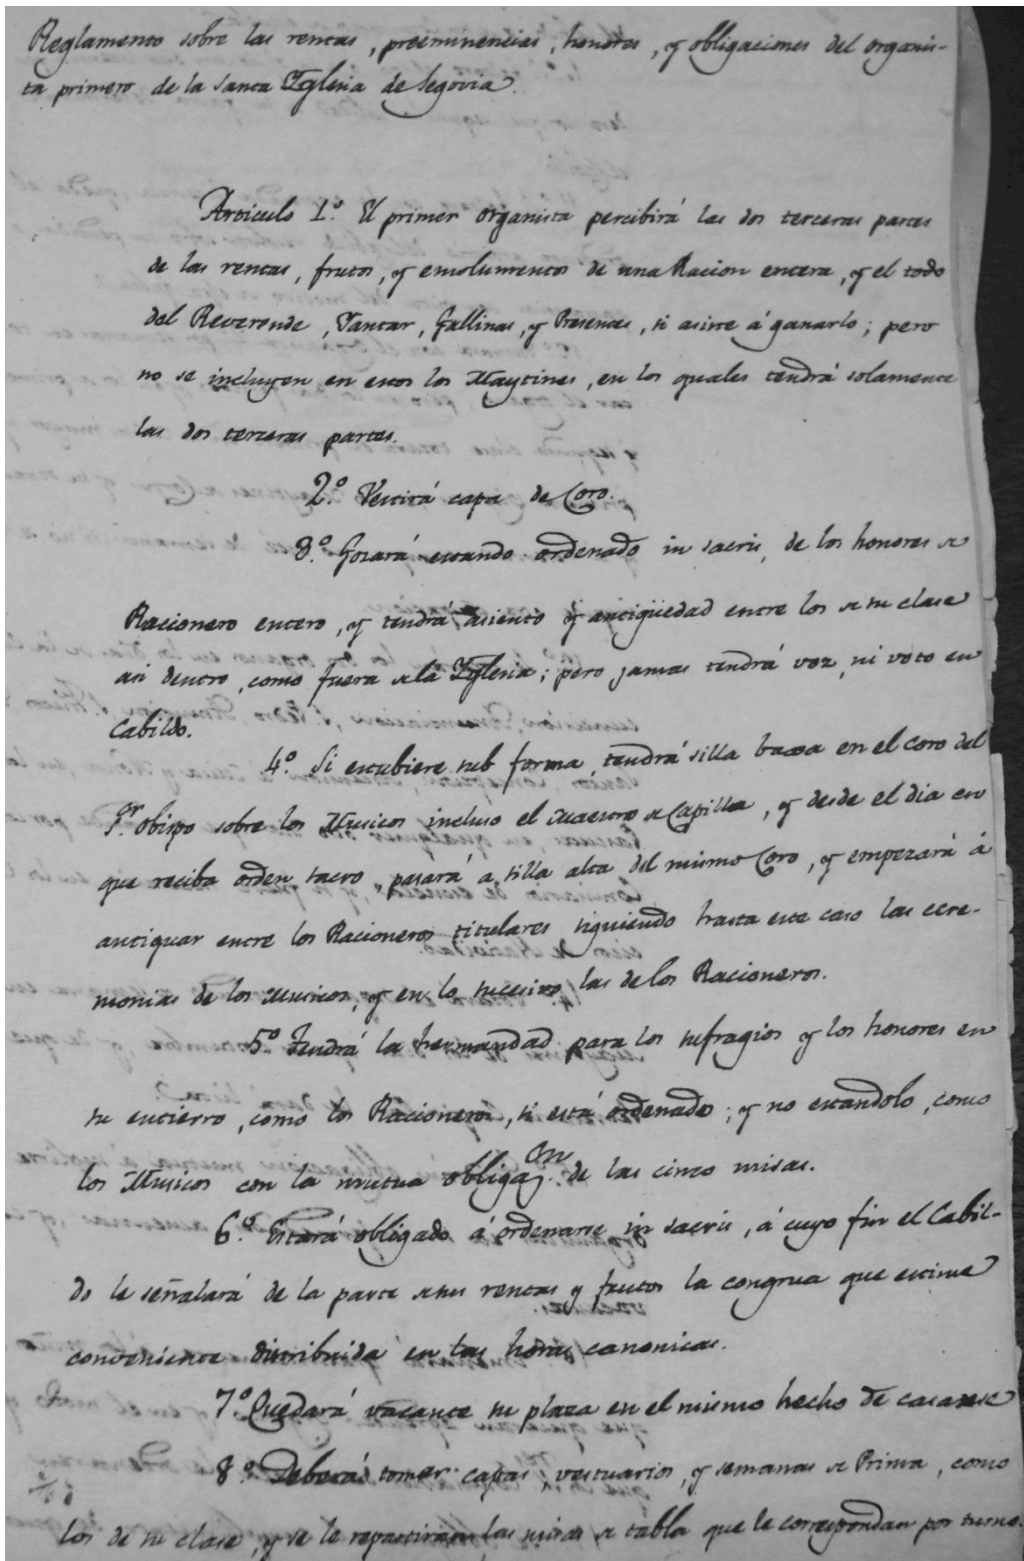 Reglamento sobre las rentas, preeminencias, honores, y obligaciones del organis-
ta primero de la Santa Yglesia de Segovia.
Articulo 1.º El primer organista percibirá las dos terceras partes
de las rentas, frutos, y emolumentos de una Racion entera, y el todo
del Reveronde, Yantar, Gallinas, y Presencias, si asiste á ganarlo; pero
no se incluyen en estos los Maytines, en los quales tendrá solamente
las dos terceras partes.
2.º Vestirá capa de Coro.
3.º Gozará estando ordenado in sacris, de los honores de
Racionero entero, y tendrá asiento y antigüedad entre los de su clase
asi dentro, como fuera de la Yglesia; pero jamas tendrá voz, ni voto en
Cabildo.
4.º Si estubiere sub forma, tendrá silla baxa en el coro del
Sr. Obispo sobre los Musicos incluso el Maestro de Capilla, y desde el dia en
que reciba orden sacro, pasará a silla alta del mismo Coro, y empezará á
antiguar entre los Racioneros titulares siguiendo hasta este caso las cere-
monias de los Musicos, y en lo sucesivo las de los Racioneros.
5.º Tendrá la hermandad para los sufragios y los honores en
su entierro, como los Racioneros, si está ordenado; y no estandolo, como
los Musicos con la mutua obligaon. de las cinco misas.
6.º Estará obligado á ordenarse in sacris, á cuyo fin el Cabil-
do le señalará de la parte de sus rentas y frutos la congrua que estime
conveniente distribuida en las horas canonicas.
7.º Quedará vacante su plaza en el mismo hecho de casarse
8.º Deberá tomar capas, vestuarios, y semanas de Prima, como
los de su clase, y se le repartiran las misas de tabla que le correspondan por turno.